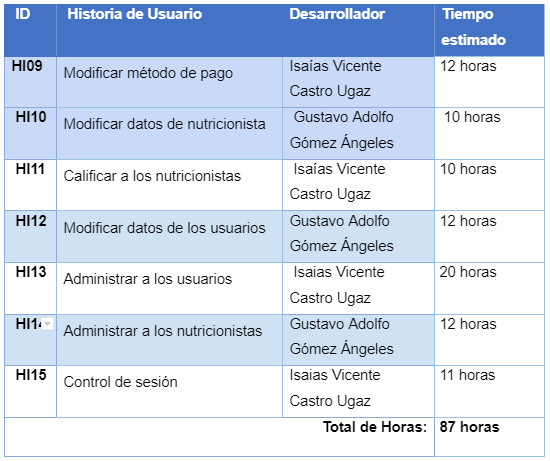 ID Historia de Usuario Desarrollador Tiempo estimado
HI09 Modificar método de pago Isaías Vicente Castro Ugaz 12 horas
HI10 Modificar datos de nutricionista Gustavo Adolfo Gómez Ángeles 10 horas
HI11 Calificar a los nutricionistas Isaías Vicente Castro Ugaz 10 horas
HI12 Modificar datos de los usuarios Gustavo Adolfo Gómez Ángeles 12 horas
HI13 Administrar a los usuarios Isaias Vicente Castro Ugaz 20 horas
Administrar a los nutricionistas Gustavo Adolfo Gómez Ángeles 12 horas
HI15 Control de sesión Isaias Vicente Castro Ugaz 11 horas
Total de Horas: 87 horas